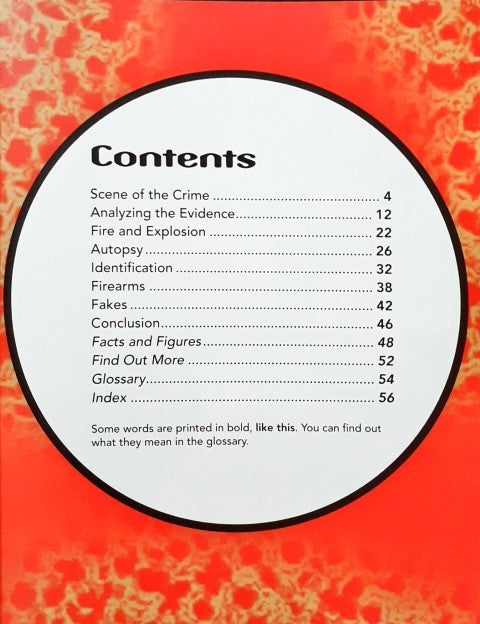 Contents
Scene of the Crime ........................................ 4
Analyzing the Evidence................................. 12
Fire and Explosion ........................................ 22
Autopsy....................................................... 26
Identification ................................................ 32
Firearms ...................................................... 38
Fakes .......................................................... 42
Conclusion................................................... 46
Facts and Figures.......................................... 48
Find Out More .............................................. 52
Glossary...................................................... 54
Index ........................................................... 56
Some words are printed in bold, like this. You can find out
what they mean in the glossary.